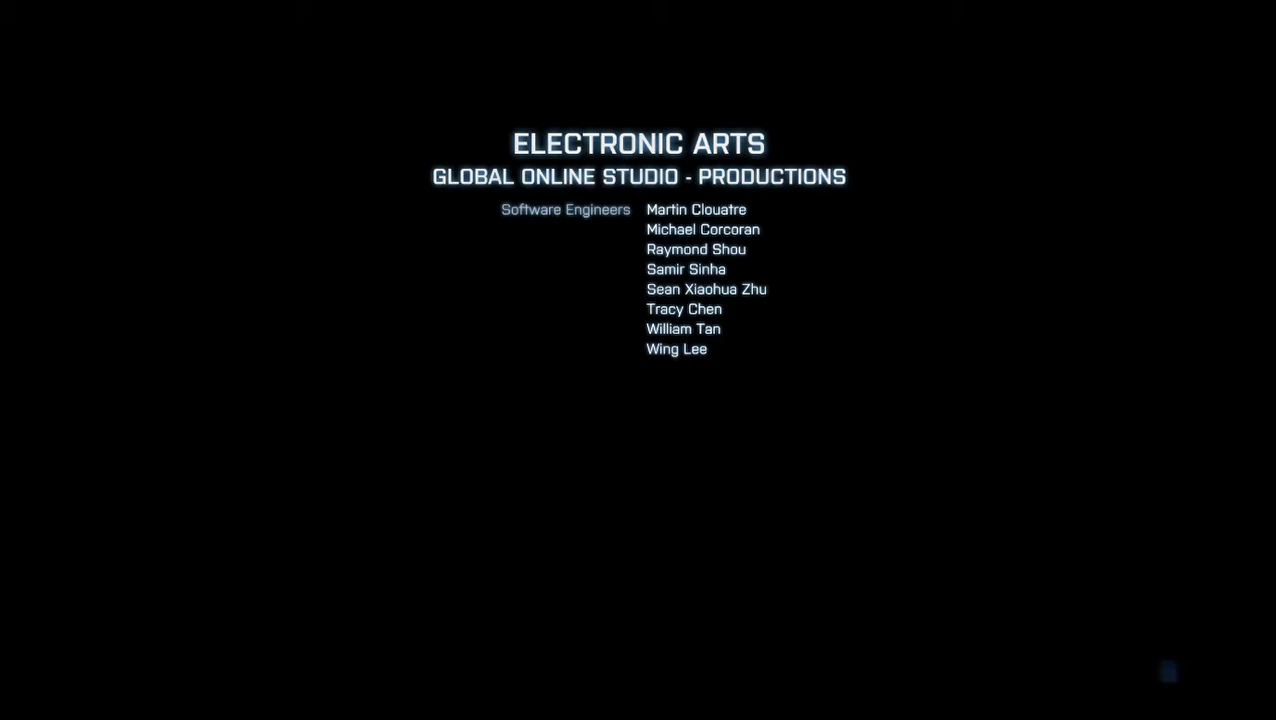 ELECTRONIC ARTS
GLOBAL ONLINE STUDIO - PRODUCTIONS
Software Engineers Martin Clouatre
Michael Corcoran
Raymond Shou
Samir Sinha
Sean Xiaohua Zhu
Tracy Chen
William Tan
Wing Lee